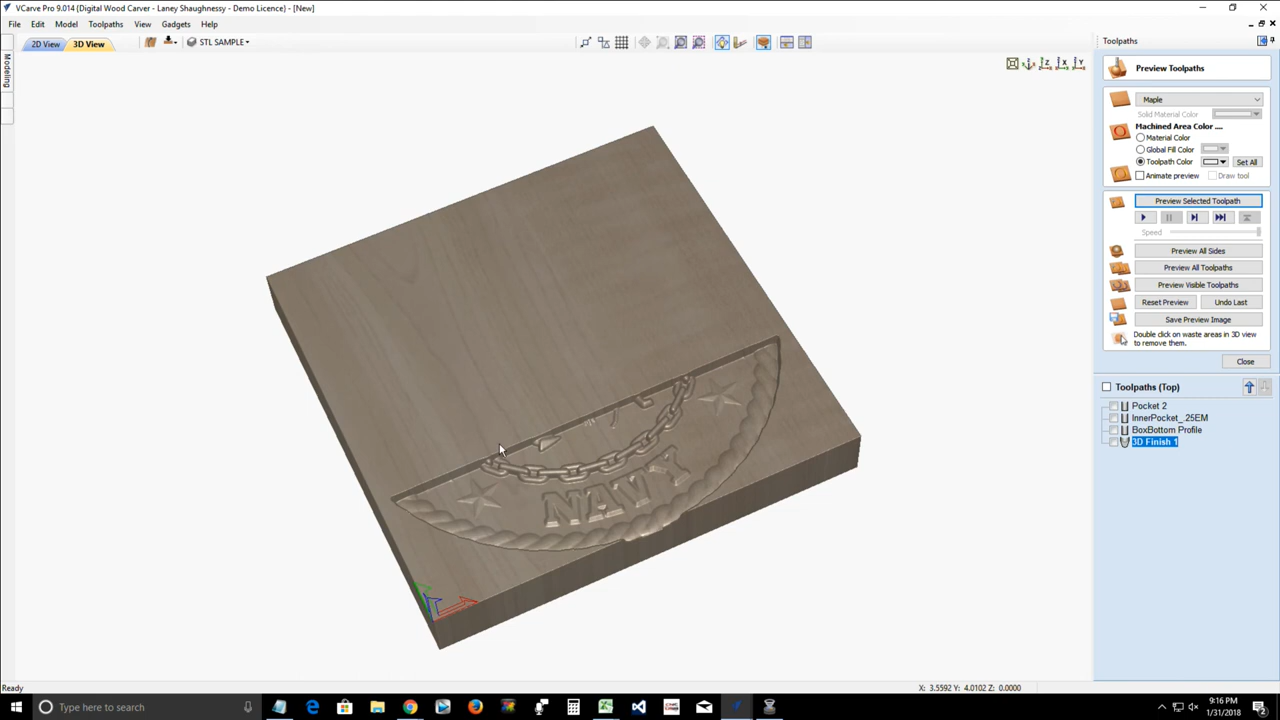 VCarve Pro 9.014 {Digital Wood Carver - Laney Shaughnessy - Demo Licence} - [New]
File Edit Model Toolpaths View Gadgets Help
2D View 3D View STL SAMPLE
Toolpaths
Modeling
Z X Y
Preview Toolpaths
Maple
Solid Material Color
Machined Area Color ....
Material Color
Global Fill Color
Toolpath Color Set All
Animate preview Draw tool
Preview Selected Toolpath
Speed
Preview All Sides
Preview All Toolpaths
Preview Visible Toolpaths
Reset Preview Undo Last
Save Preview Image
Double click on waste areas in 3D view
to remove them.
Close
Toolpaths (Top)
Pocket 2
InnerPocket_.25EM
BoxBottom Profile
3D Finish 1
NAVY
Ready X: 3.5592 Y: 4.0102 Z: 0.0000
Type here to search
9:16 PM
1/31/2018
2